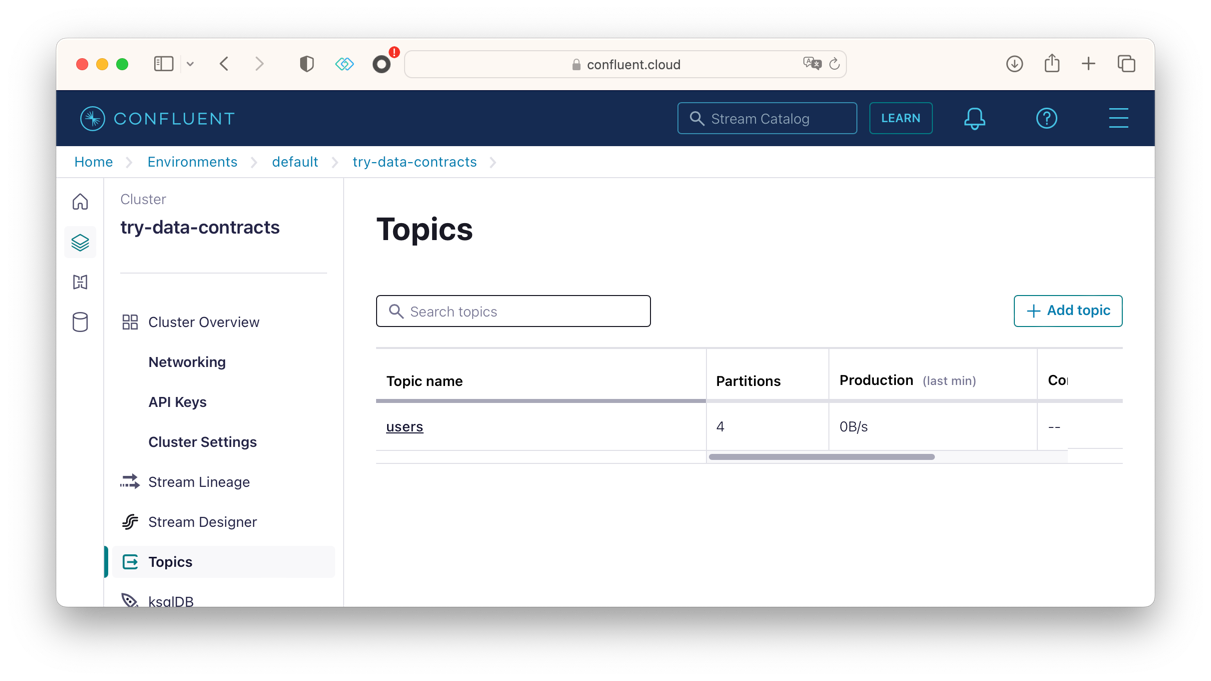 confluent.cloud
CONFLUENT
Stream Catalog
LEARN
Home
Environments
default
try-data-contracts
Cluster
try-data-contracts
Cluster Overview
Networking
API Keys
Cluster Settings
Stream Lineage
Stream Designer
Topics
ksqlDB
Topics
Search topics
Add topic
Topic name Partitions Production (last min) Co
users 4 0B/s --